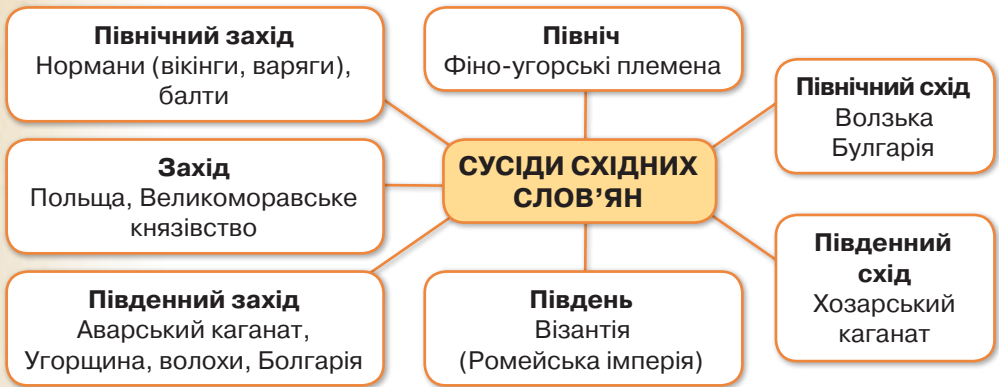 Північний захід
Нормани (вікінги, варяги),
балти
Північ
Фіно-угорські племена
Північний схід
Волзька
Булгарія
Захід
Польща, Великоморавське
князівство
СУСІДИ СХІДНИХ
СЛОВ’ЯН
Південний захід
Аварський каганат,
Угорщина, волохи, Болгарія
Південь
Візантія
(Ромейська імперія)
Південний
схід
Хозарський
каганат